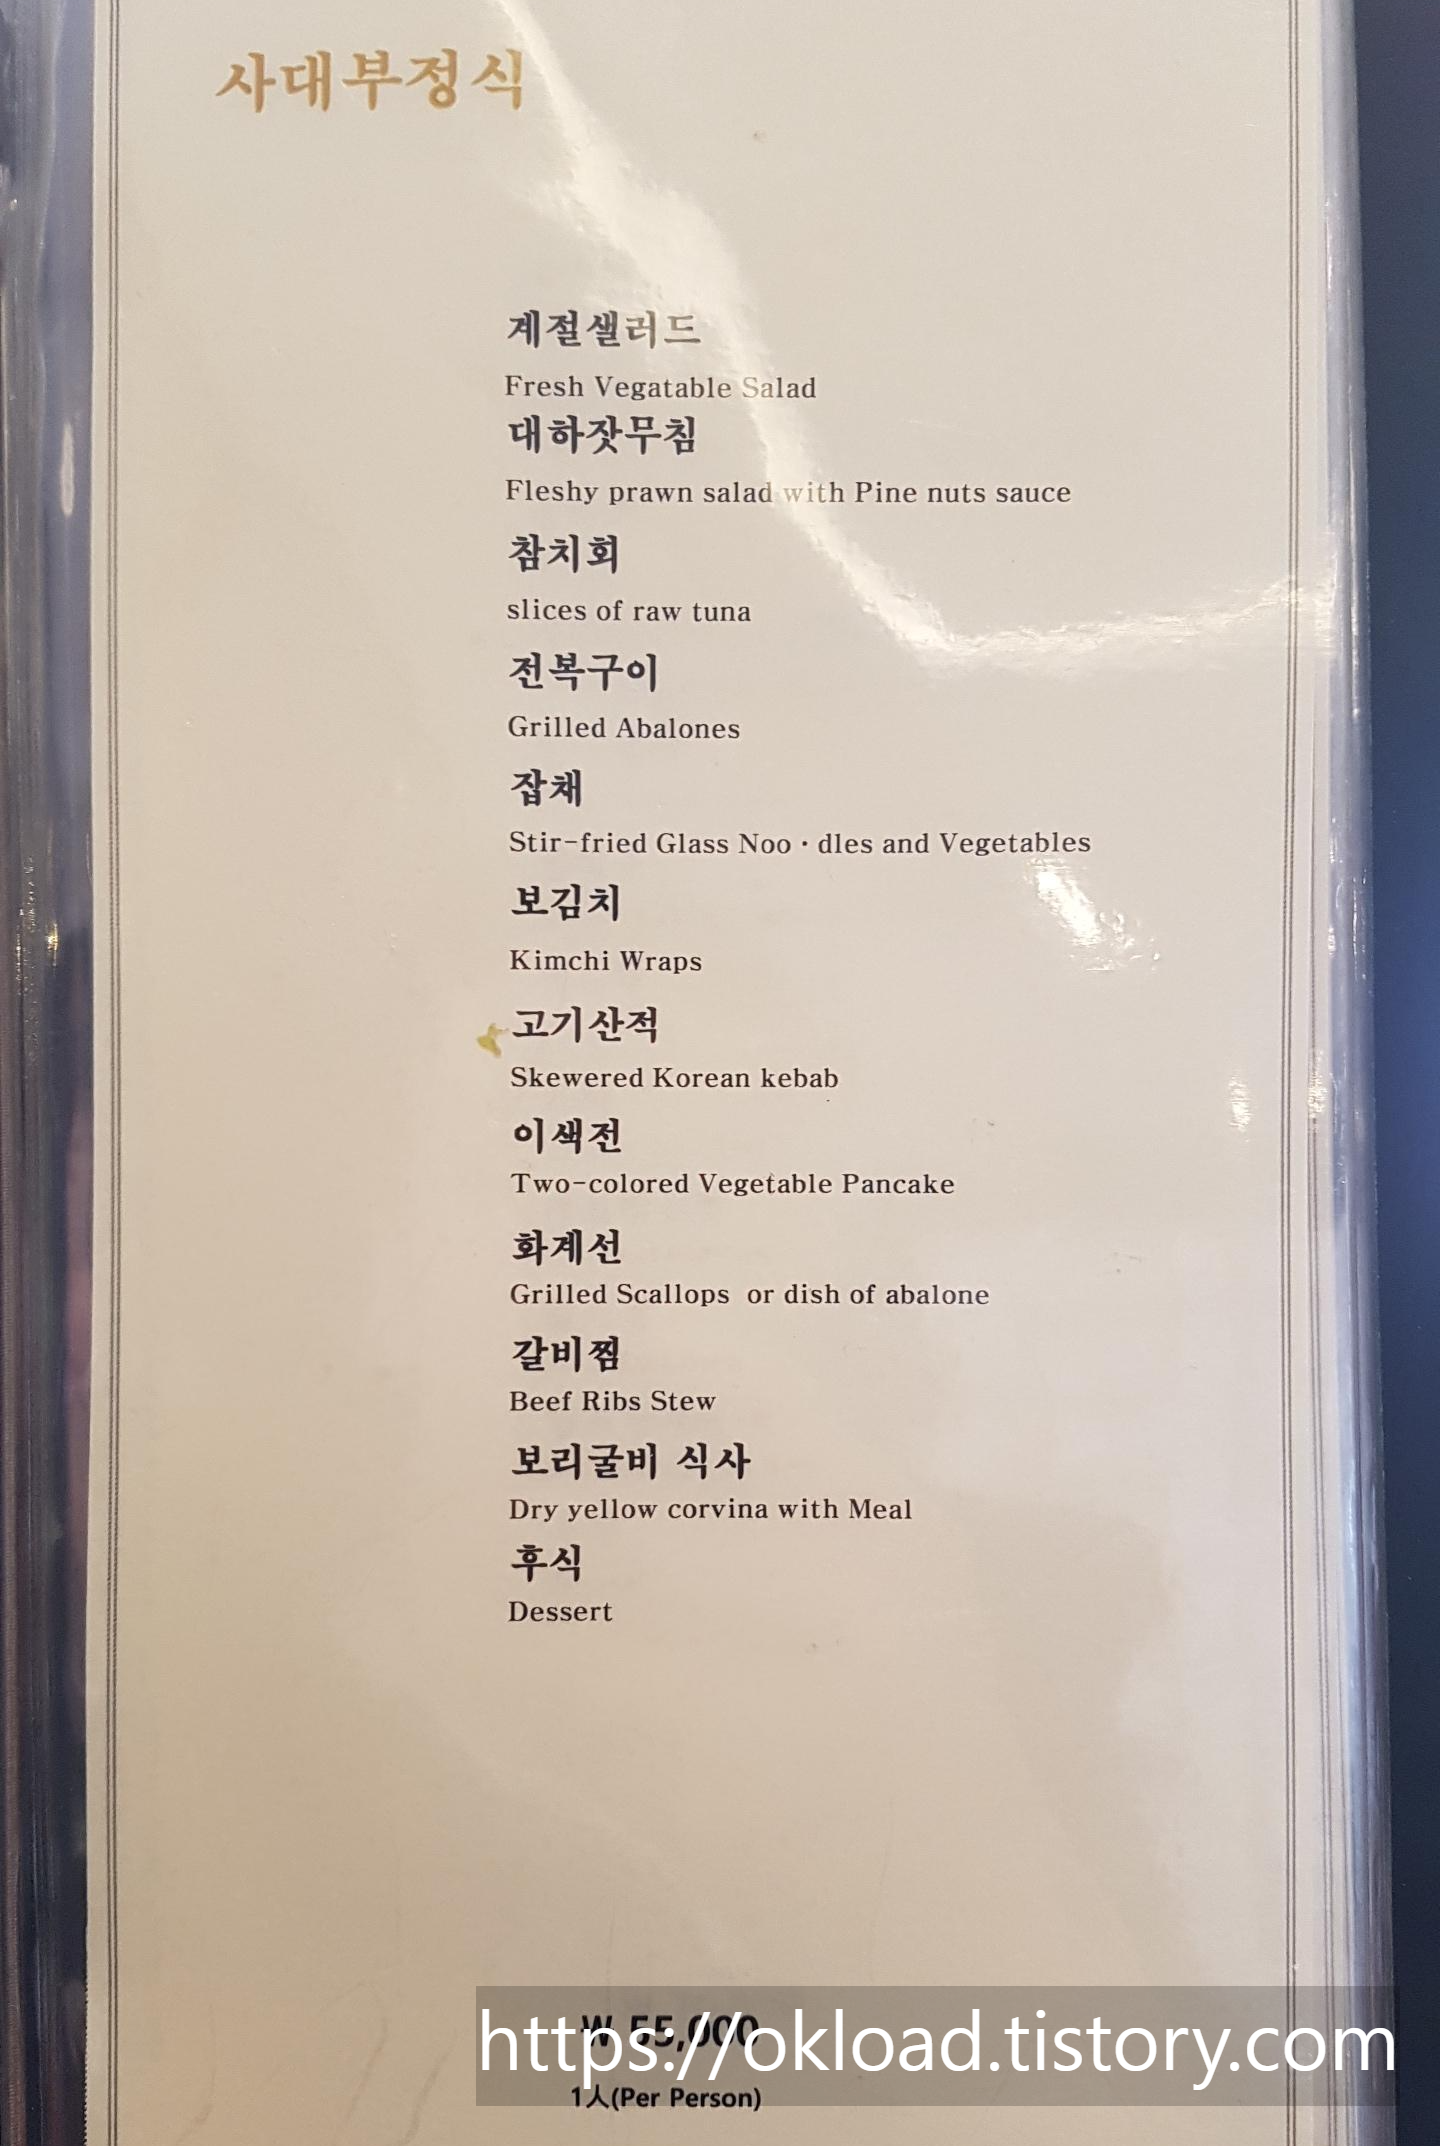 사대부정식
계절샐러드
Fresh Vegatable Salad
대하잣무침
Fleshy prawn salad with Pine nuts sauce
참치회
slices of raw tuna
전복구이
Grilled Abalones
잡채
Stir-fried Glass Noo·dles and Vegetables
보김치
Kimchi Wraps
고기산적
Skewered Korean kebab
이색전
Two-colored Vegetable Pancake
화계선
Grilled Scallops or dish of abalone
갈비찜
Beef Ribs Stew
보리굴비 식사
Dry yellow corvina with Meal
후식
Dessert
₩ 55,000
https://okload.tistory.com
1人(Per Person)